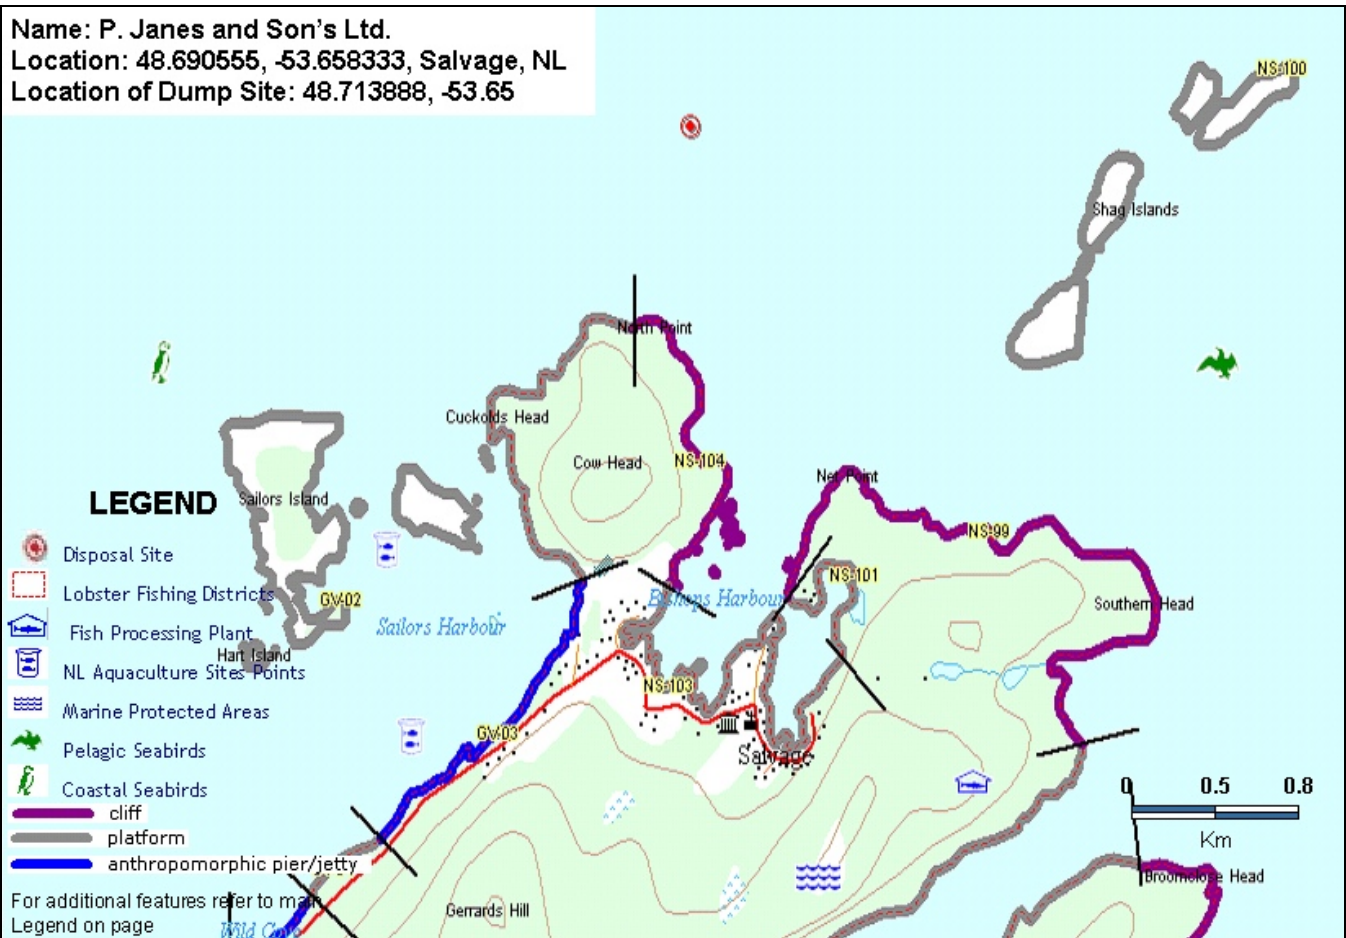 Name: P. Janes and Son's Ltd.
Location: 48.690555, -53.658333, Salvage, NL
Location of Dump Site: 48.713888, -53.65
NS-100
Shag Islands
North Point
Cuckolds Head
Cow Head
NS-104
Net Point
NS-99
LEGEND
Sailors Island
Disposal Site
Lobster Fishing Districts
Fish Processing Plant
NL Aquaculture Sites Points
Marine Protected Areas
Pelagic Seabirds
Coastal Seabirds
cliff
platform
anthropomorphic pier/jetty
For additional features refer to main
Legend on page
GV-02
Hart Island
Sailors Harbour
Bishops Harbour
NS-101
Southern Head
NS-103
GV-03
Salvage
0 0.5 0.8
Km
Broomclose Head
Gerrards Hill
Wild Cove